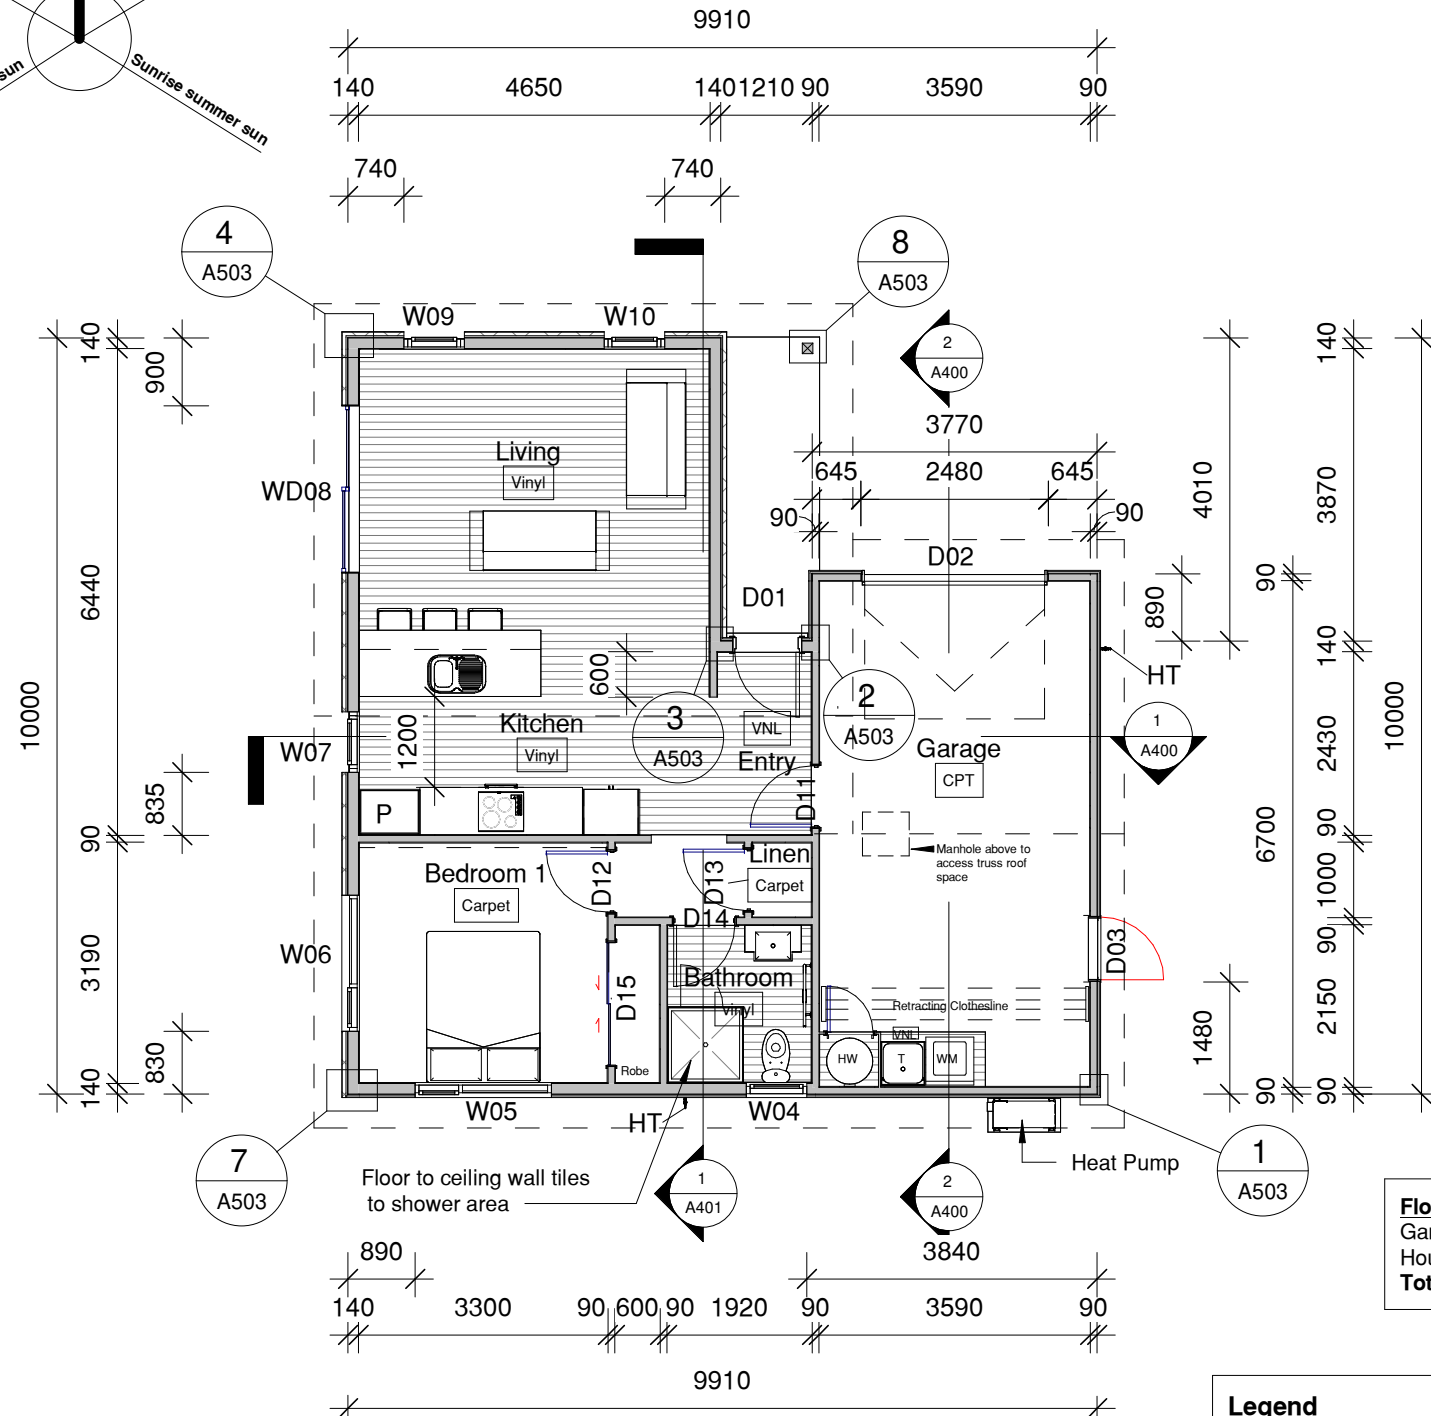 9910
sun
Sunrise summer sun
140 4650 140 1210 90 3590 90
740 740
4
A503
8
A503
W09 W10
2
A400
140
900
140
3770
645 2480 645
90 90
Living
Vinyl
WD08
4010
3870
D02
D01
6440
600
890
90
140
HT
10000
10000
3
A503
2
A503
Kitchen
Vinyl
1200
VNL
Entry
Garage
CPT
1
A400
W07
2430
835
P
D11
90
90
6700
Manhole above to
access truss roof
space
Linen
Carpet
Bedroom 1
Carpet
D12
D13
D14
1000
90
W06
3190
Bathroom
Vinyl
D15
D03
Retracting Clothesline
VNL
HW
T
WM
2150
1480
830
140
Robe
90
90
W05
HT
W04
Heat Pump
7
A503
Floor to ceiling wall tiles
to shower area
1
A401
2
A400
1
A503
Flo
Gar
Hou
Tot
890 3840
140 3300 90 600 90 1920 90 3590 90
9910
Legend